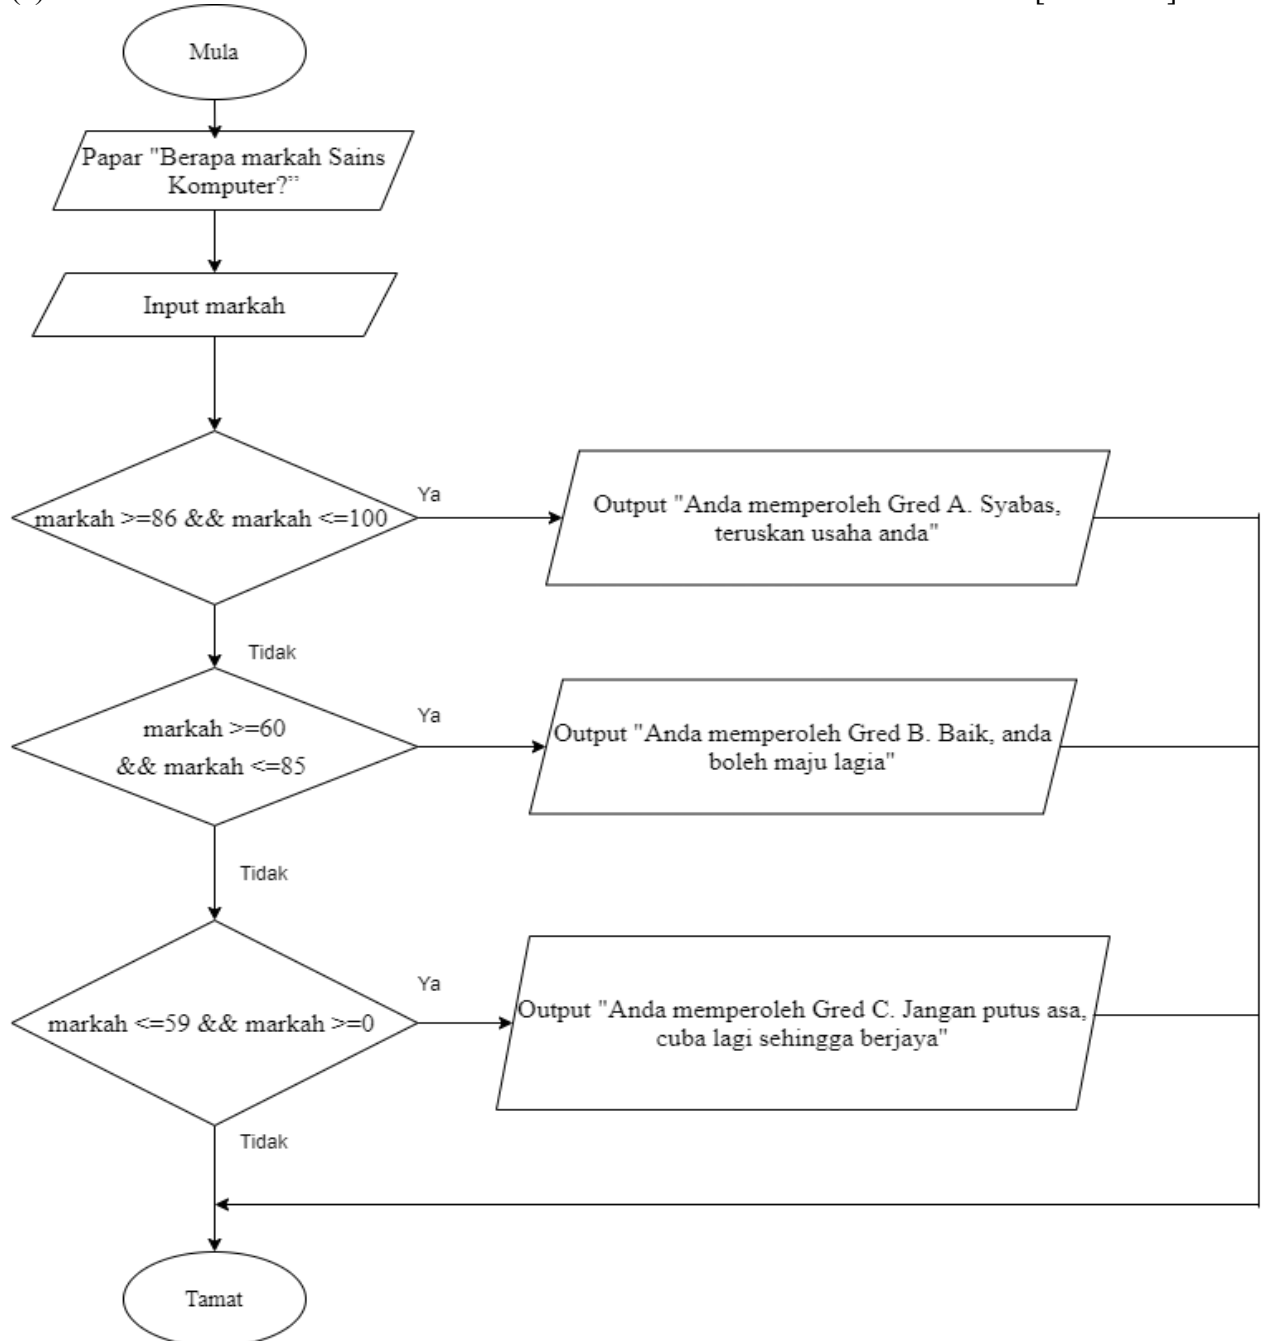 Mula
Papar "Berapa markah Sains
Komputer?”
Input markah
markah >=86 && markah <=100
Ya
Output "Anda memperoleh Gred A. Syabas,
teruskan usaha anda"
Tidak
markah >=60
&& markah <=85
Ya
Output "Anda memperoleh Gred B. Baik, anda
boleh maju lagia"
Tidak
markah <=59 && markah >=0
Ya
Output "Anda memperoleh Gred C. Jangan putus asa,
cuba lagi sehingga berjaya"
Tidak
Tamat